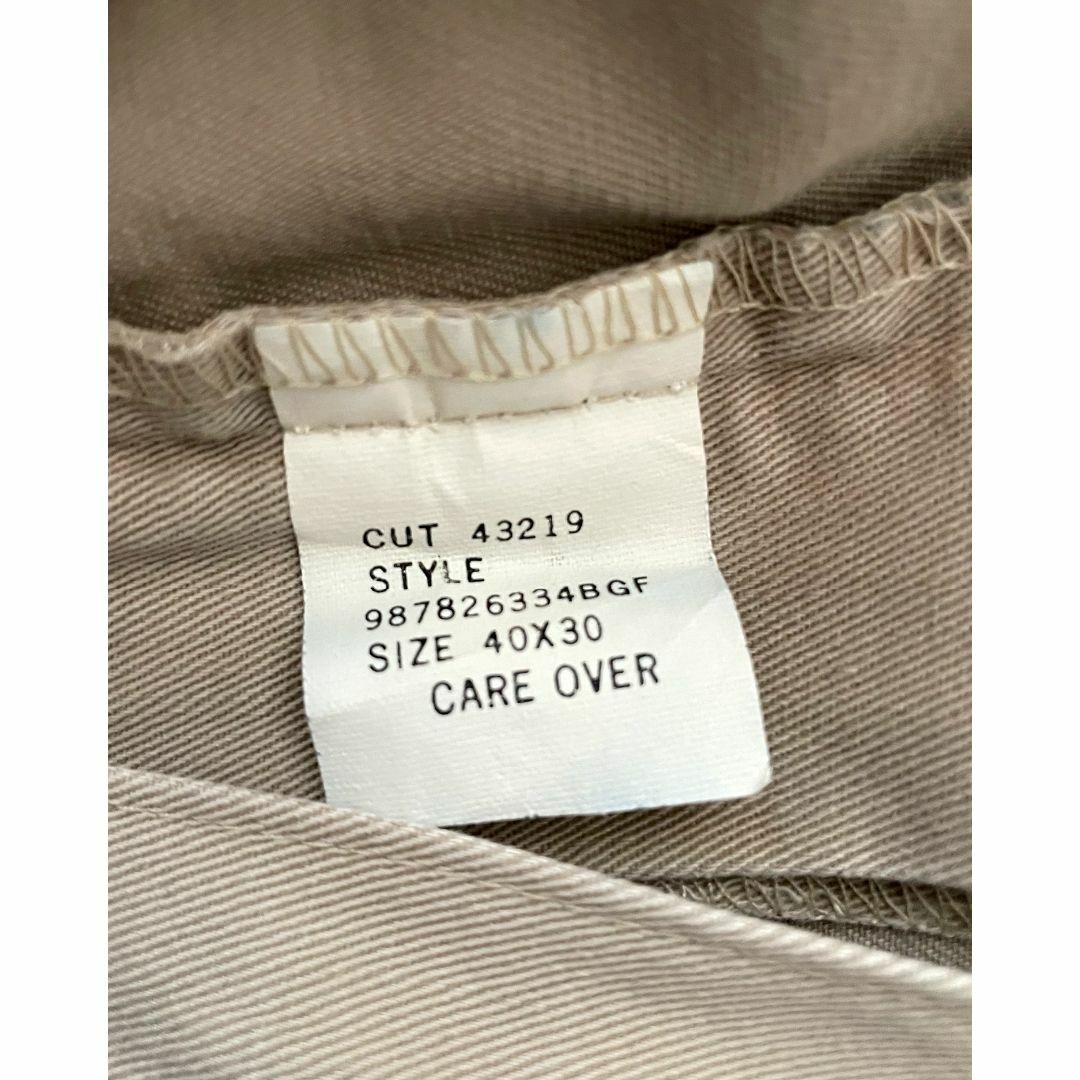 CUT 43219
STYLE
987826334BGF
SIZE 40X30
CARE OVER